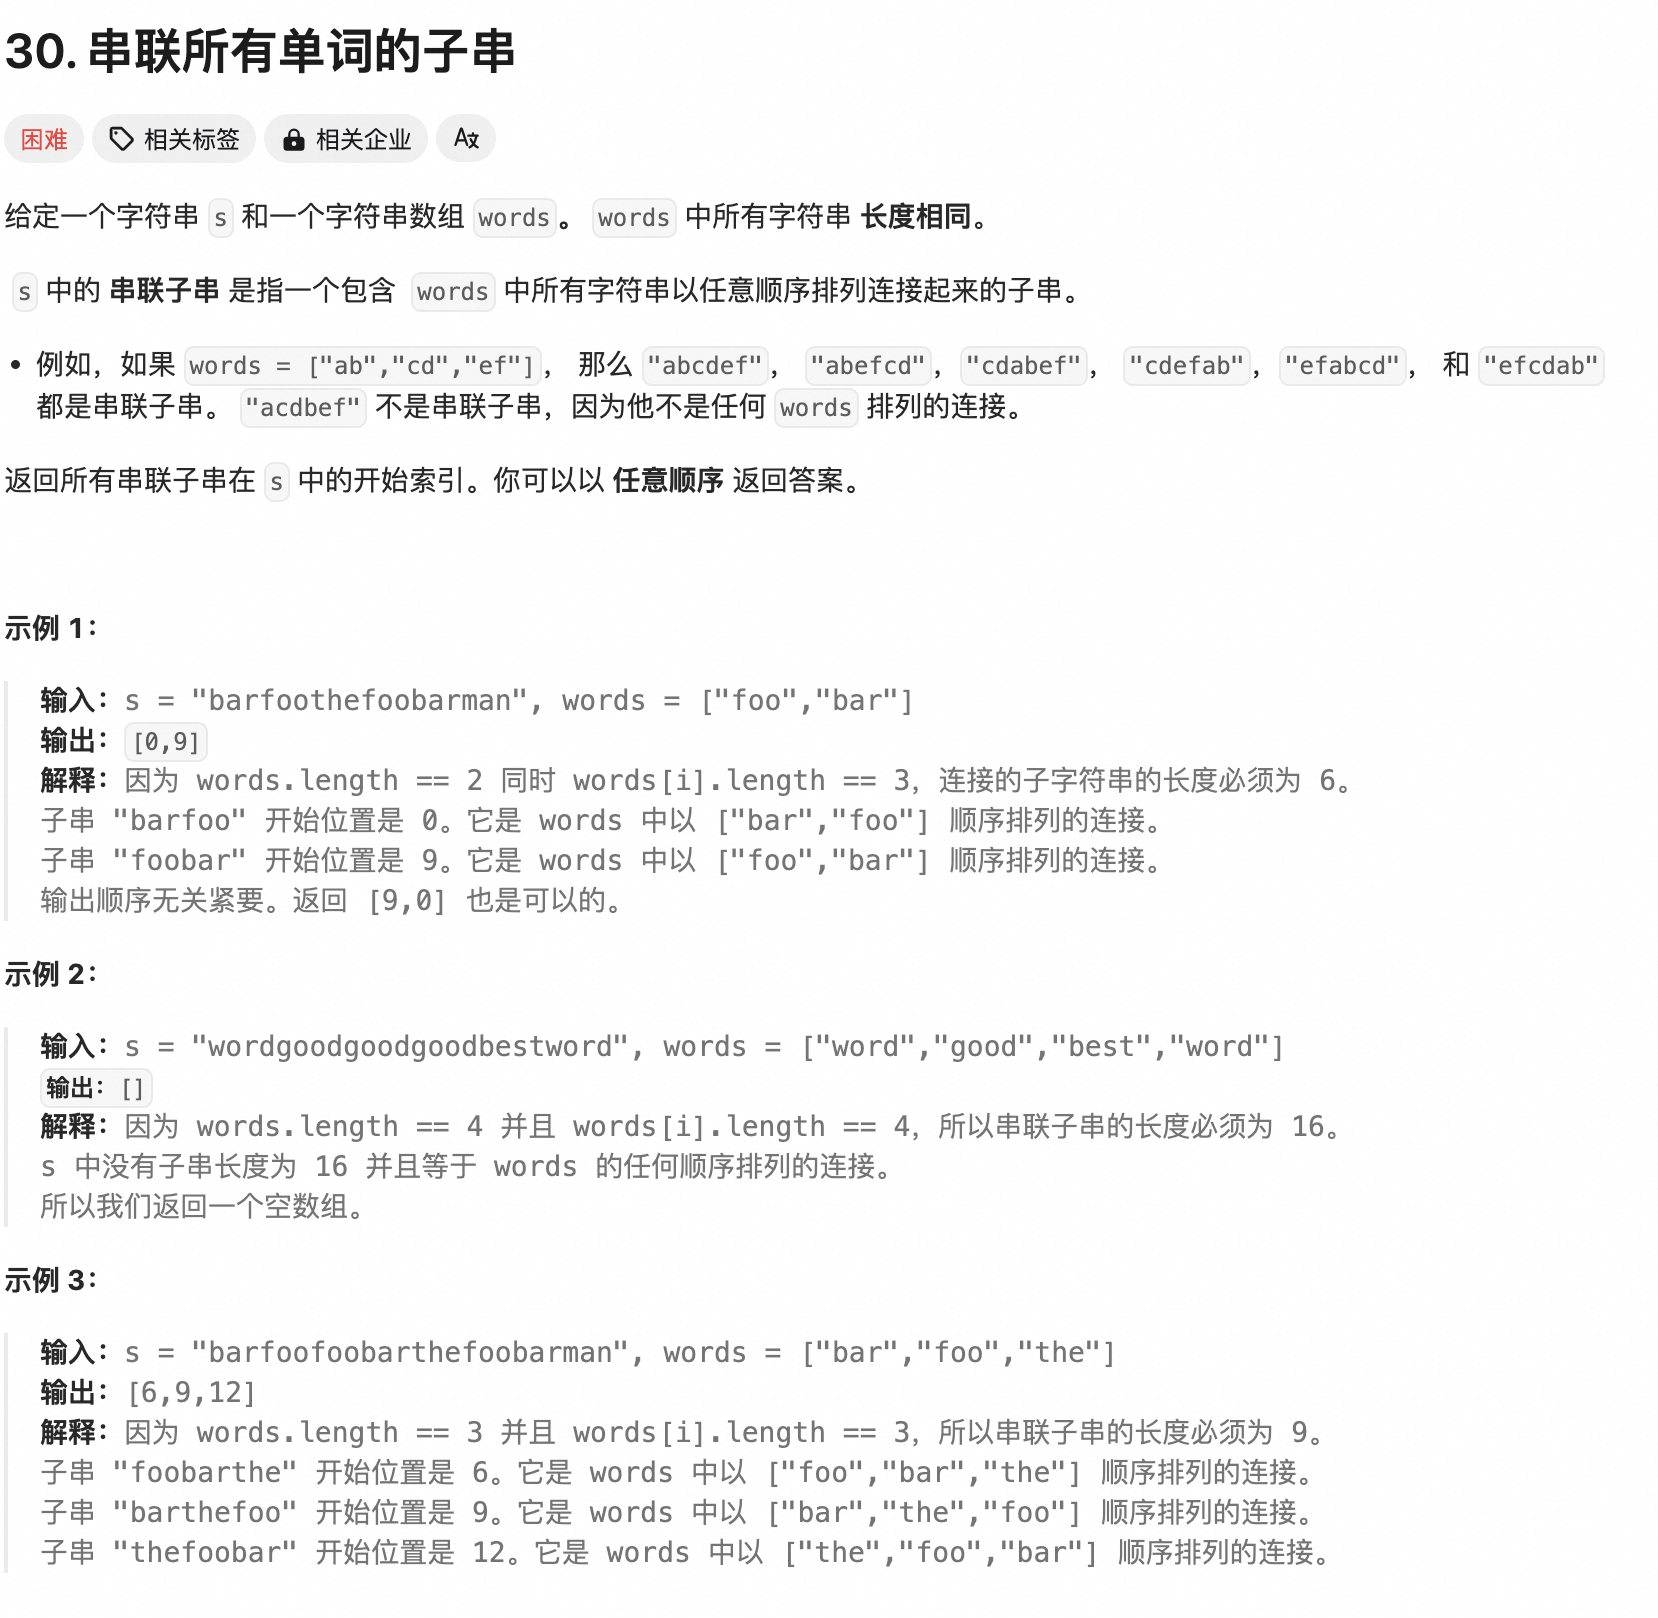 30. 串联所有单词的子串
困难 相关标签 相关企业
给定一个字符串 s 和一个字符串数组 words。 words 中所有字符串 长度相同。
s 中的 串联子串 是指一个包含 words 中所有字符串以任意顺序排列连接起来的子串。
• 例如，如果 words = ["ab","cd","ef"]， 那么 "abcdef"， "abefcd"，"cdabef"， "cdefab"，"efabcd"， 和 "efcdab"
都是串联子串。 "acdbef" 不是串联子串，因为他不是任何 words 排列的连接。
返回所有串联子串在 s 中的开始索引。你可以以 任意顺序 返回答案。
示例 1：
输入：s = "barfoothefoobarman", words = ["foo","bar"]
输出：[0,9]
解释：因为 words.length == 2 同时 words[i].length == 3，连接的子字符串的长度必须为 6。
子串 "barfoo" 开始位置是 0。它是 words 中以 ["bar","foo"] 顺序排列的连接。
子串 "foobar" 开始位置是 9。它是 words 中以 ["foo","bar"] 顺序排列的连接。
输出顺序无关紧要。返回 [9,0] 也是可以的。
示例 2：
输入：s = "wordgoodgoodgoodbestword", words = ["word","good","best","word"]
输出：[]
解释：因为 words.length == 4 并且 words[i].length == 4，所以串联子串的长度必须为 16。
s 中没有子串长度为 16 并且等于 words 的任何顺序排列的连接。
所以我们返回一个空数组。
示例 3：
输入：s = "barfoofoobarthefoobarman", words = ["bar","foo","the"]
输出：[6,9,12]
解释：因为 words.length == 3 并且 words[i].length == 3，所以串联子串的长度必须为 9。
子串 "foobarthe" 开始位置是 6。它是 words 中以 ["foo","bar","the"] 顺序排列的连接。
子串 "barthefoo" 开始位置是 9。它是 words 中以 ["bar","the","foo"] 顺序排列的连接。
子串 "thefoobar" 开始位置是 12。它是 words 中以 ["the","foo","bar"] 顺序排列的连接。